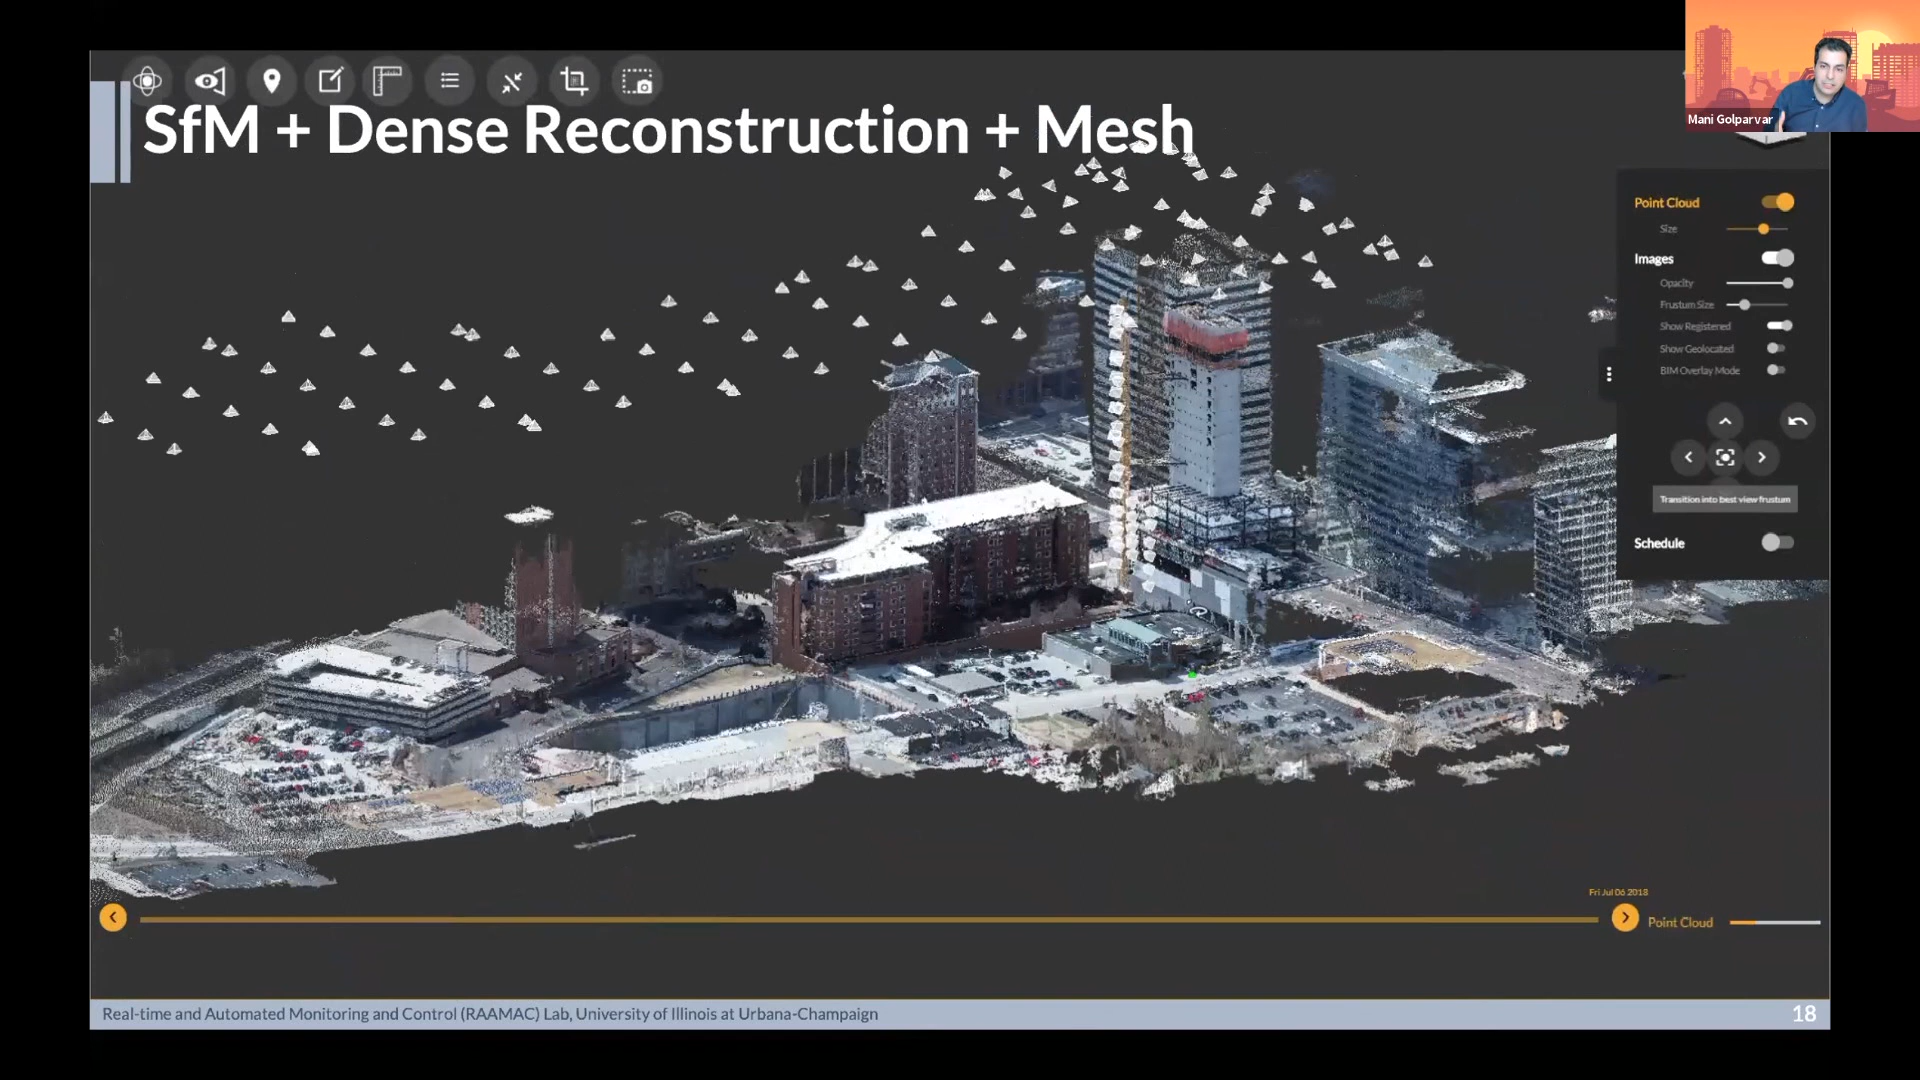 Mani Golparvar
SfM + Dense Reconstruction + Mesh
Point Cloud
Size
Images
Opacity
Frustum Size
Show Registered
Show Geolocated
BIM Overlay Mode
Transition into best view frustum
Schedule
Fri Jul 06 2018
Point Cloud
Real-time and Automated Monitoring and Control (RAAMAC) Lab, University of Illinois at Urbana-Champaign
18